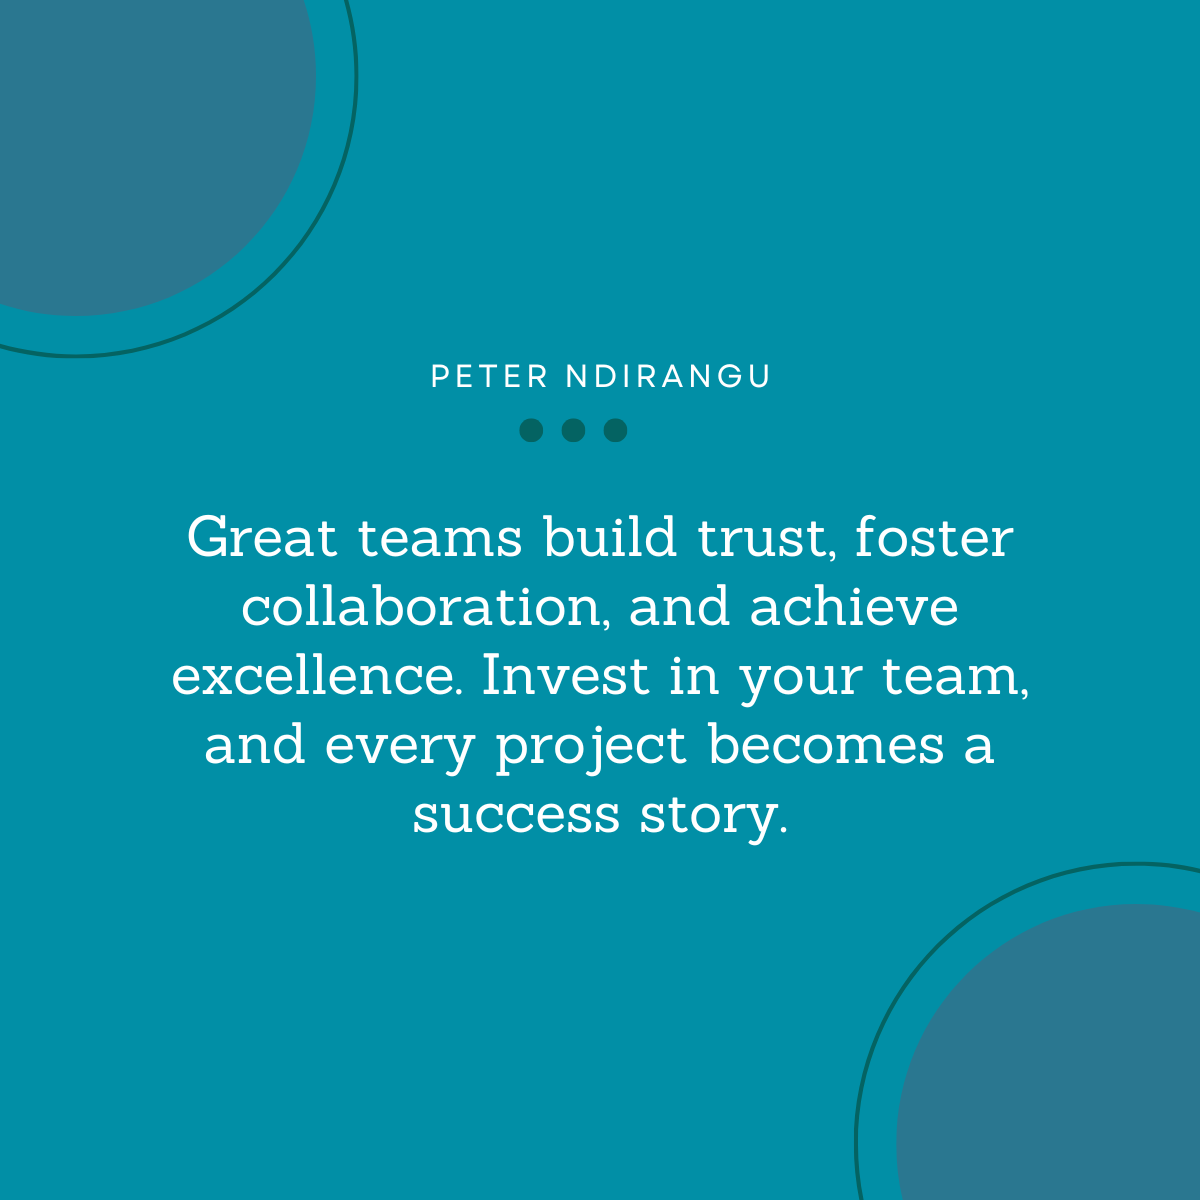 PETER NDIRANGU
Great teams build trust, foster
collaboration, and achieve
excellence. Invest in your team,
and every project becomes a
success story.